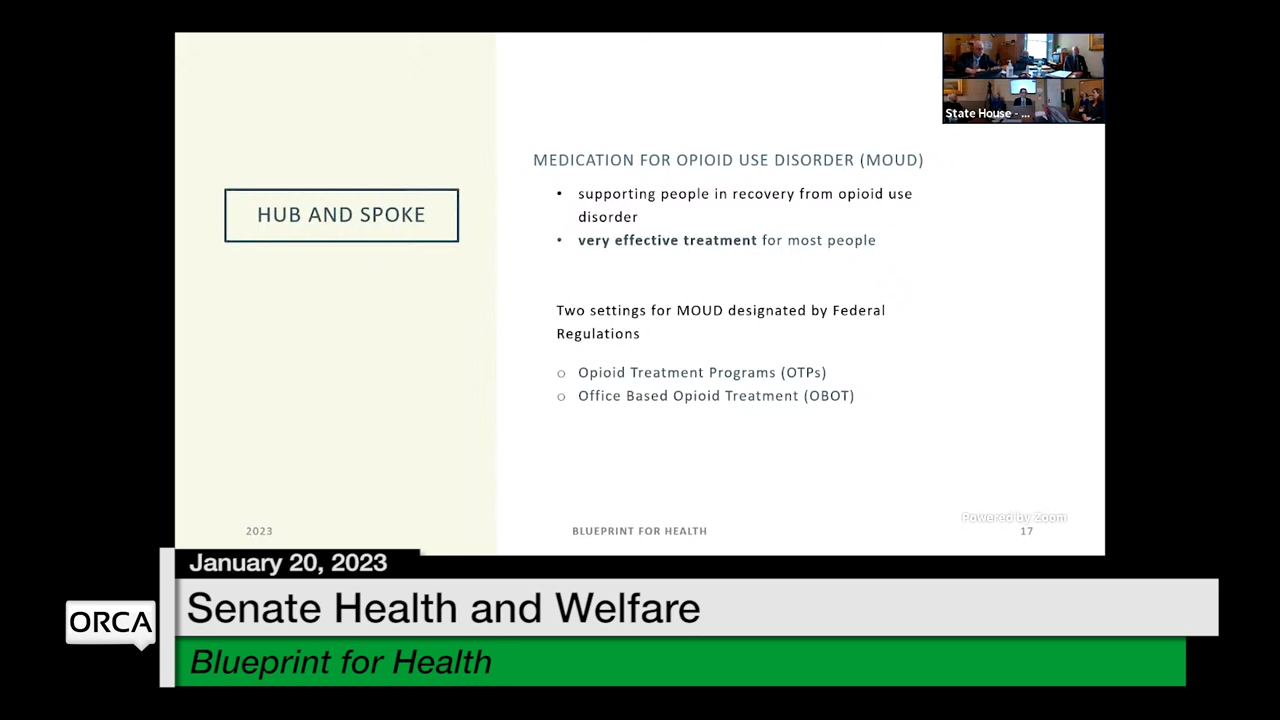 State House - ...
MEDICATION FOR OPIOID USE DISORDER (MOUD)
• supporting people in recovery from opioid use
disorder
• very effective treatment for most people
HUB AND SPOKE
Two settings for MOUD designated by Federal
Regulations
○ Opioid Treatment Programs (OTPs)
○ Office Based Opioid Treatment (OBOT)
Powered by Zoom
2023
BLUEPRINT FOR HEALTH
17
January 20, 2023
ORCA
Senate Health and Welfare
Blueprint for Health